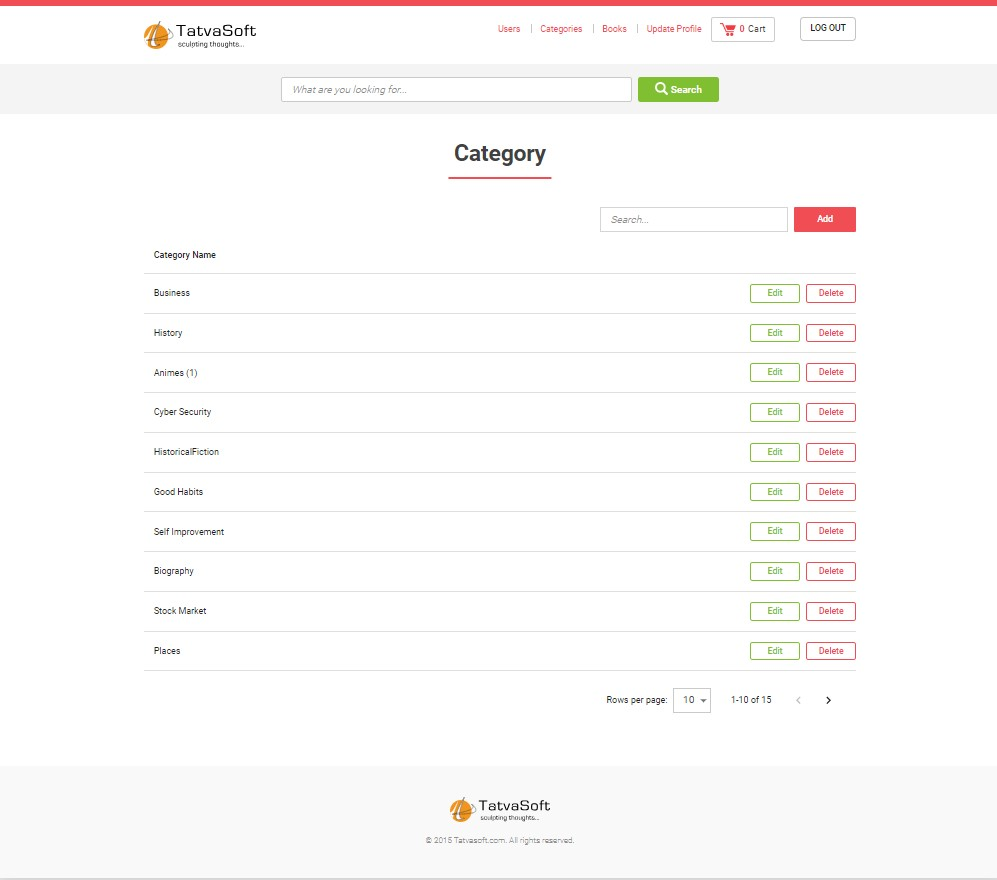 TatvaSoft
sculpting thoughts...
Users Categories Books Update Profile 0 Cart LOG OUT
What are you looking for... Search
Category
Search... Add
Category Name
Business Edit Delete
History Edit Delete
Animes (1) Edit Delete
Cyber Security Edit Delete
HistoricalFiction Edit Delete
Good Habits Edit Delete
Self Improvement Edit Delete
Biography Edit Delete
Stock Market Edit Delete
Places Edit Delete
Rows per page: 10 1-10 of 15
TatvaSoft
sculpting thoughts...
© 2015 Tatvasoft.com. All rights reserved.